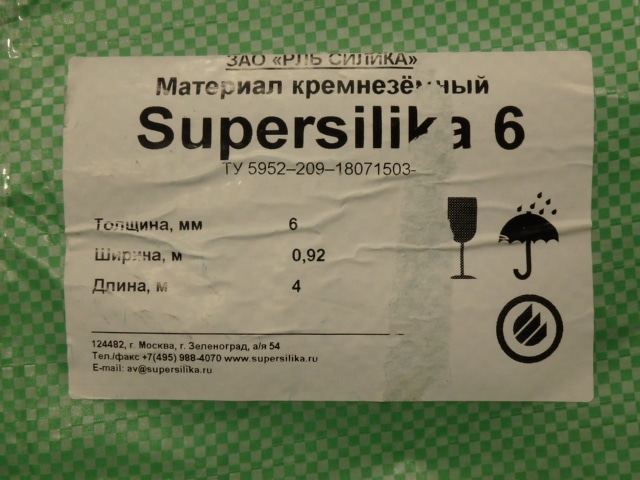 ЗАО «РЛБ СИЛИКА»
Материал кремнезёмный
Supersilika 6
ТУ 5952–209–18071503-
Толщина, мм 6
Ширина, м 0,92
Длина, м 4
124482, г. Москва, г. Зеленоград, а/я 54
Тел./факс +7(495) 988-4070 www.supersilika.ru
E-mail: av@supersilika.ru